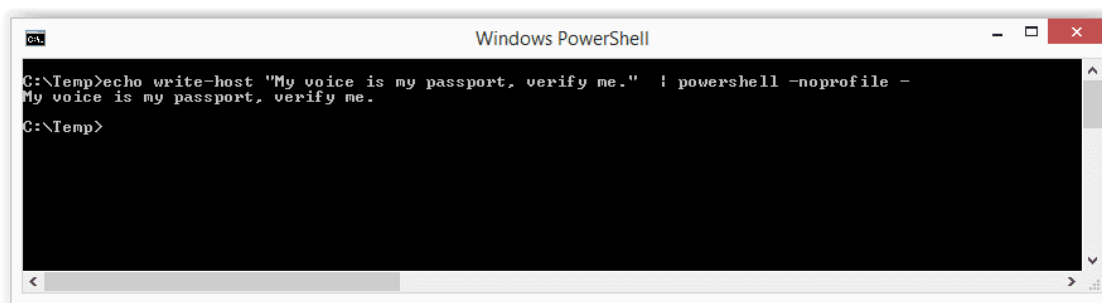 Windows PowerShell
C:\Temp>echo write-host "My voice is my passport, verify me."  | powershell -noprofile -
My voice is my passport, verify me.
C:\Temp>